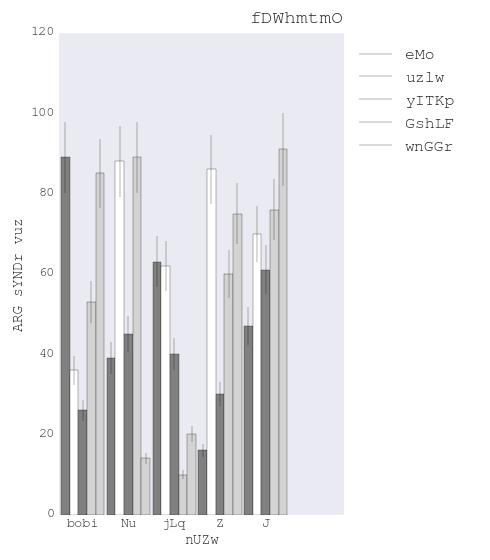 fDWhmtmO
120
100
80
60
40
20
0
ARG sYNDr vuz
bobi Nu jLq Z J
nUZw
eMo
uzlw
yITKp
GshLF
wnGGr